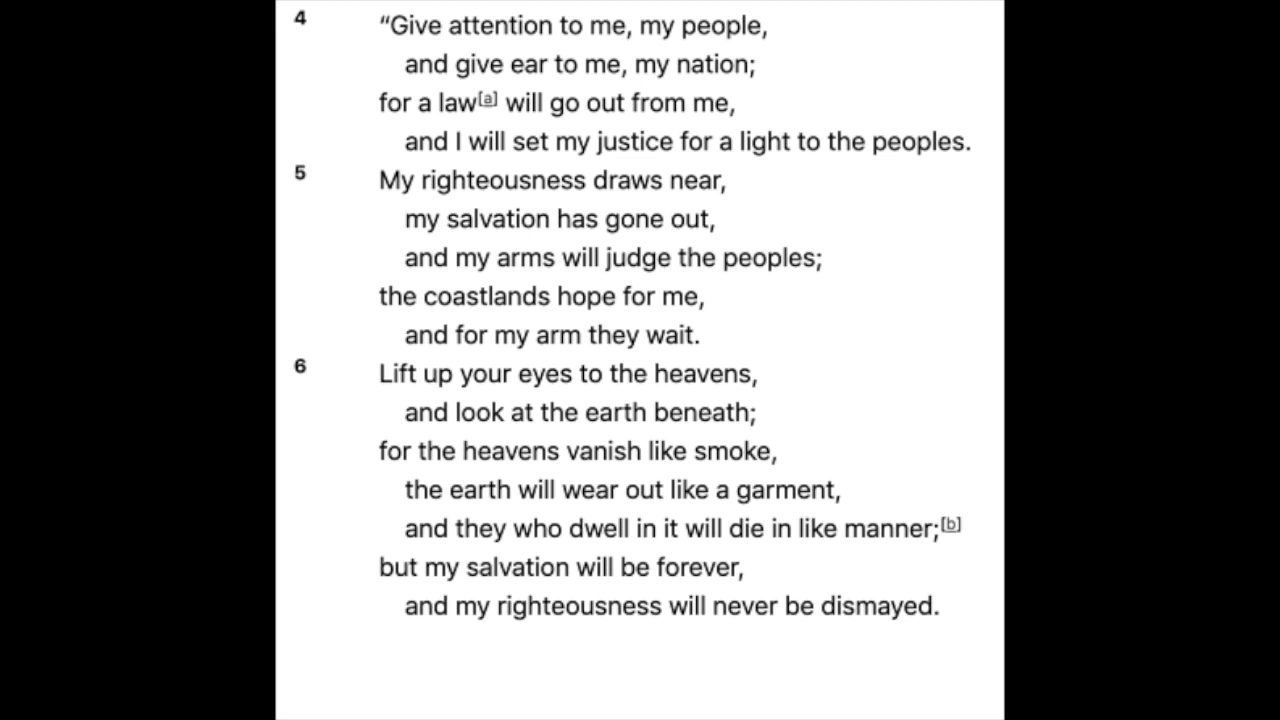 4 “Give attention to me, my people,
and give ear to me, my nation;
for a law[a] will go out from me,
and I will set my justice for a light to the peoples.
5 My righteousness draws near,
my salvation has gone out,
and my arms will judge the peoples;
the coastlands hope for me,
and for my arm they wait.
6 Lift up your eyes to the heavens,
and look at the earth beneath;
for the heavens vanish like smoke,
the earth will wear out like a garment,
and they who dwell in it will die in like manner;[b]
but my salvation will be forever,
and my righteousness will never be dismayed.